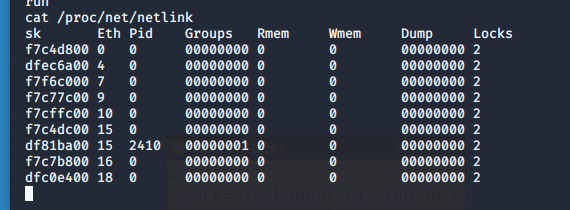 run
cat /proc/net/netlink
sk Eth Pid Groups Rmem Wmem Dump Locks
f7c4d800 0 0 00000000 0 0 00000000 2
dfec6a00 4 0 00000000 0 0 00000000 2
f7f6c000 7 0 00000000 0 0 00000000 2
f7c77c00 9 0 00000000 0 0 00000000 2
f7cffc00 10 0 00000000 0 0 00000000 2
f7c4dc00 15 0 00000000 0 0 00000000 2
df81ba00 15 2410 00000001 0 0 00000000 2
f7c7b800 16 0 00000000 0 0 00000000 2
dfc0e400 18 0 00000000 0 0 00000000 2